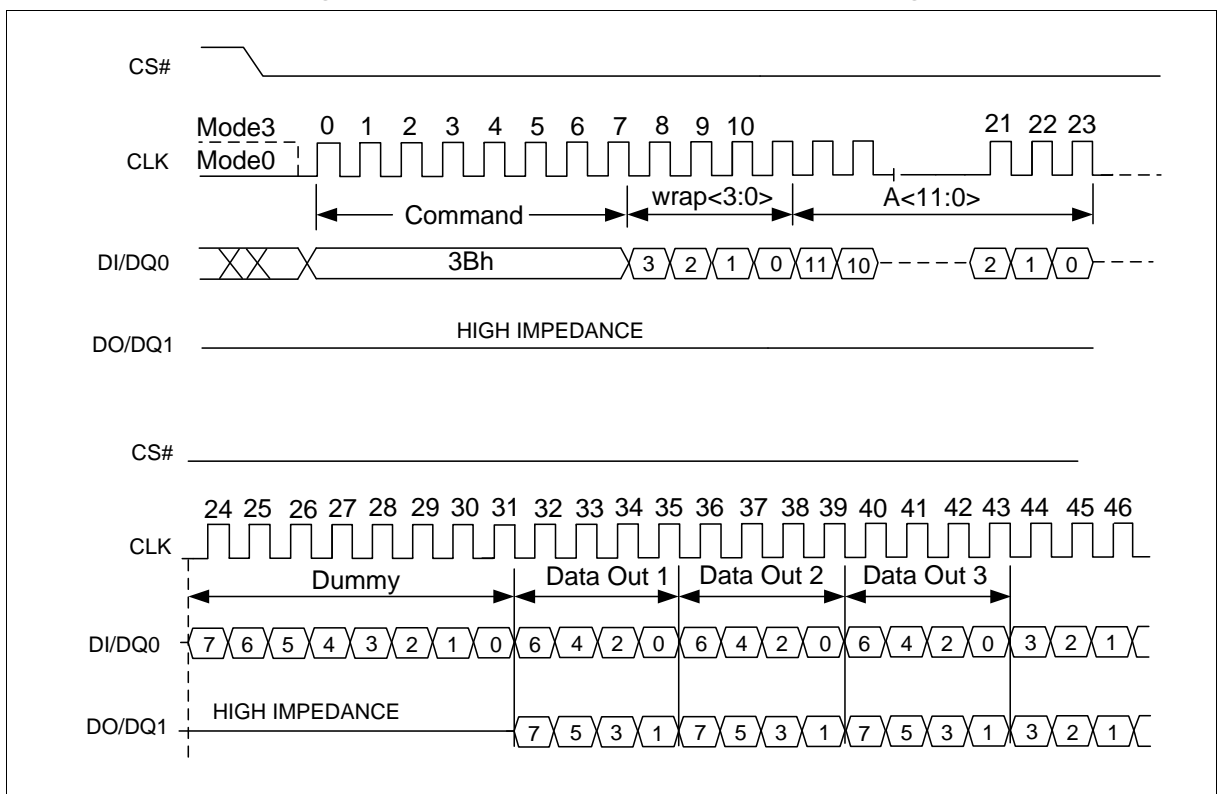 CS#
Mode3 0 1 2 3 4 5 6 7 8 9 10 21 22 23
CLK Mode0
Command wrap<3:0> A<11:0>
DI/DQ0 3Bh 3 2 1 0 11 10 2 1 0
HIGH IMPEDANCE
DO/DQ1
CS#
24 25 26 27 28 29 30 31 32 33 34 35 36 37 38 39 40 41 42 43 44 45 46
CLK
Dummy Data Out 1 Data Out 2 Data Out 3
DI/DQ0 7 6 5 4 3 2 1 0 6 4 2 0 6 4 2 0 6 4 2 0 3 2 1
HIGH IMPEDANCE
DO/DQ1 7 5 3 1 7 5 3 1 7 5 3 1 3 2 1